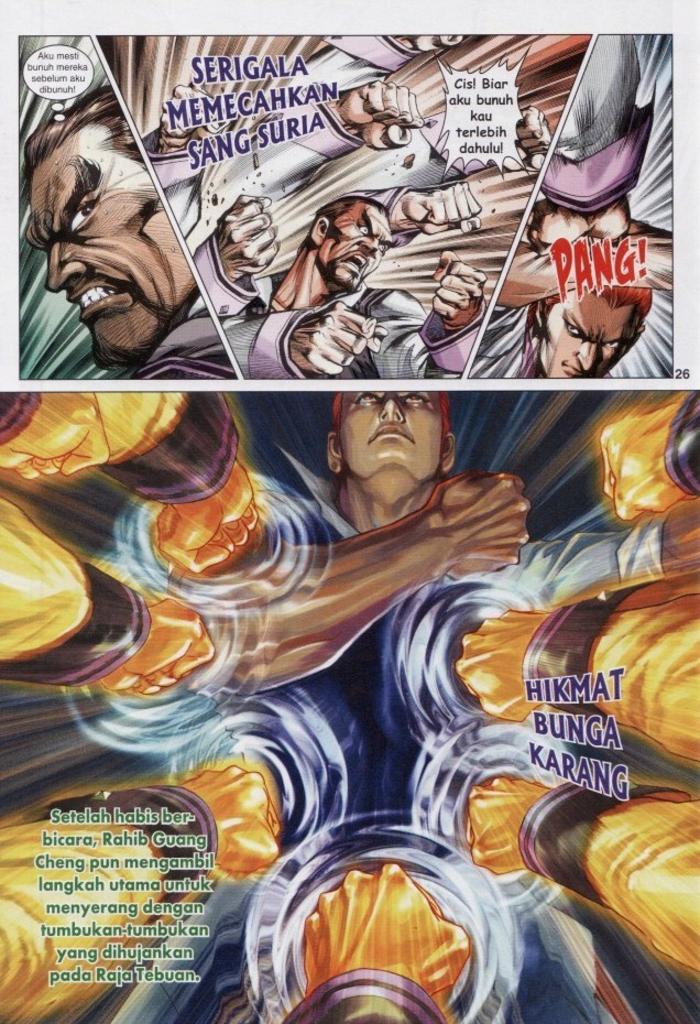 Aku mesti
bunuh mereka
sebelum aku
dibunuh!
SERIGALA
MEMECAHKAN
SANG SURIA
Cis! Biar
aku bunuh
kau
terlebih
dahulu!
PANG!
26
HIKMAT
BUNGA
KARANG
Setelah habis ber-
bicara, Rahib Guang
Cheng pun mengambil
langkah utama untuk
menyerang dengan
tumbukan-tumbukan
yang dihujankan
pada Raja Tebuan.